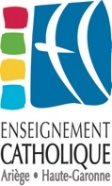 ENSEIGNEMENT
CATHOLIQUE
Ariège • Haute-Garonne